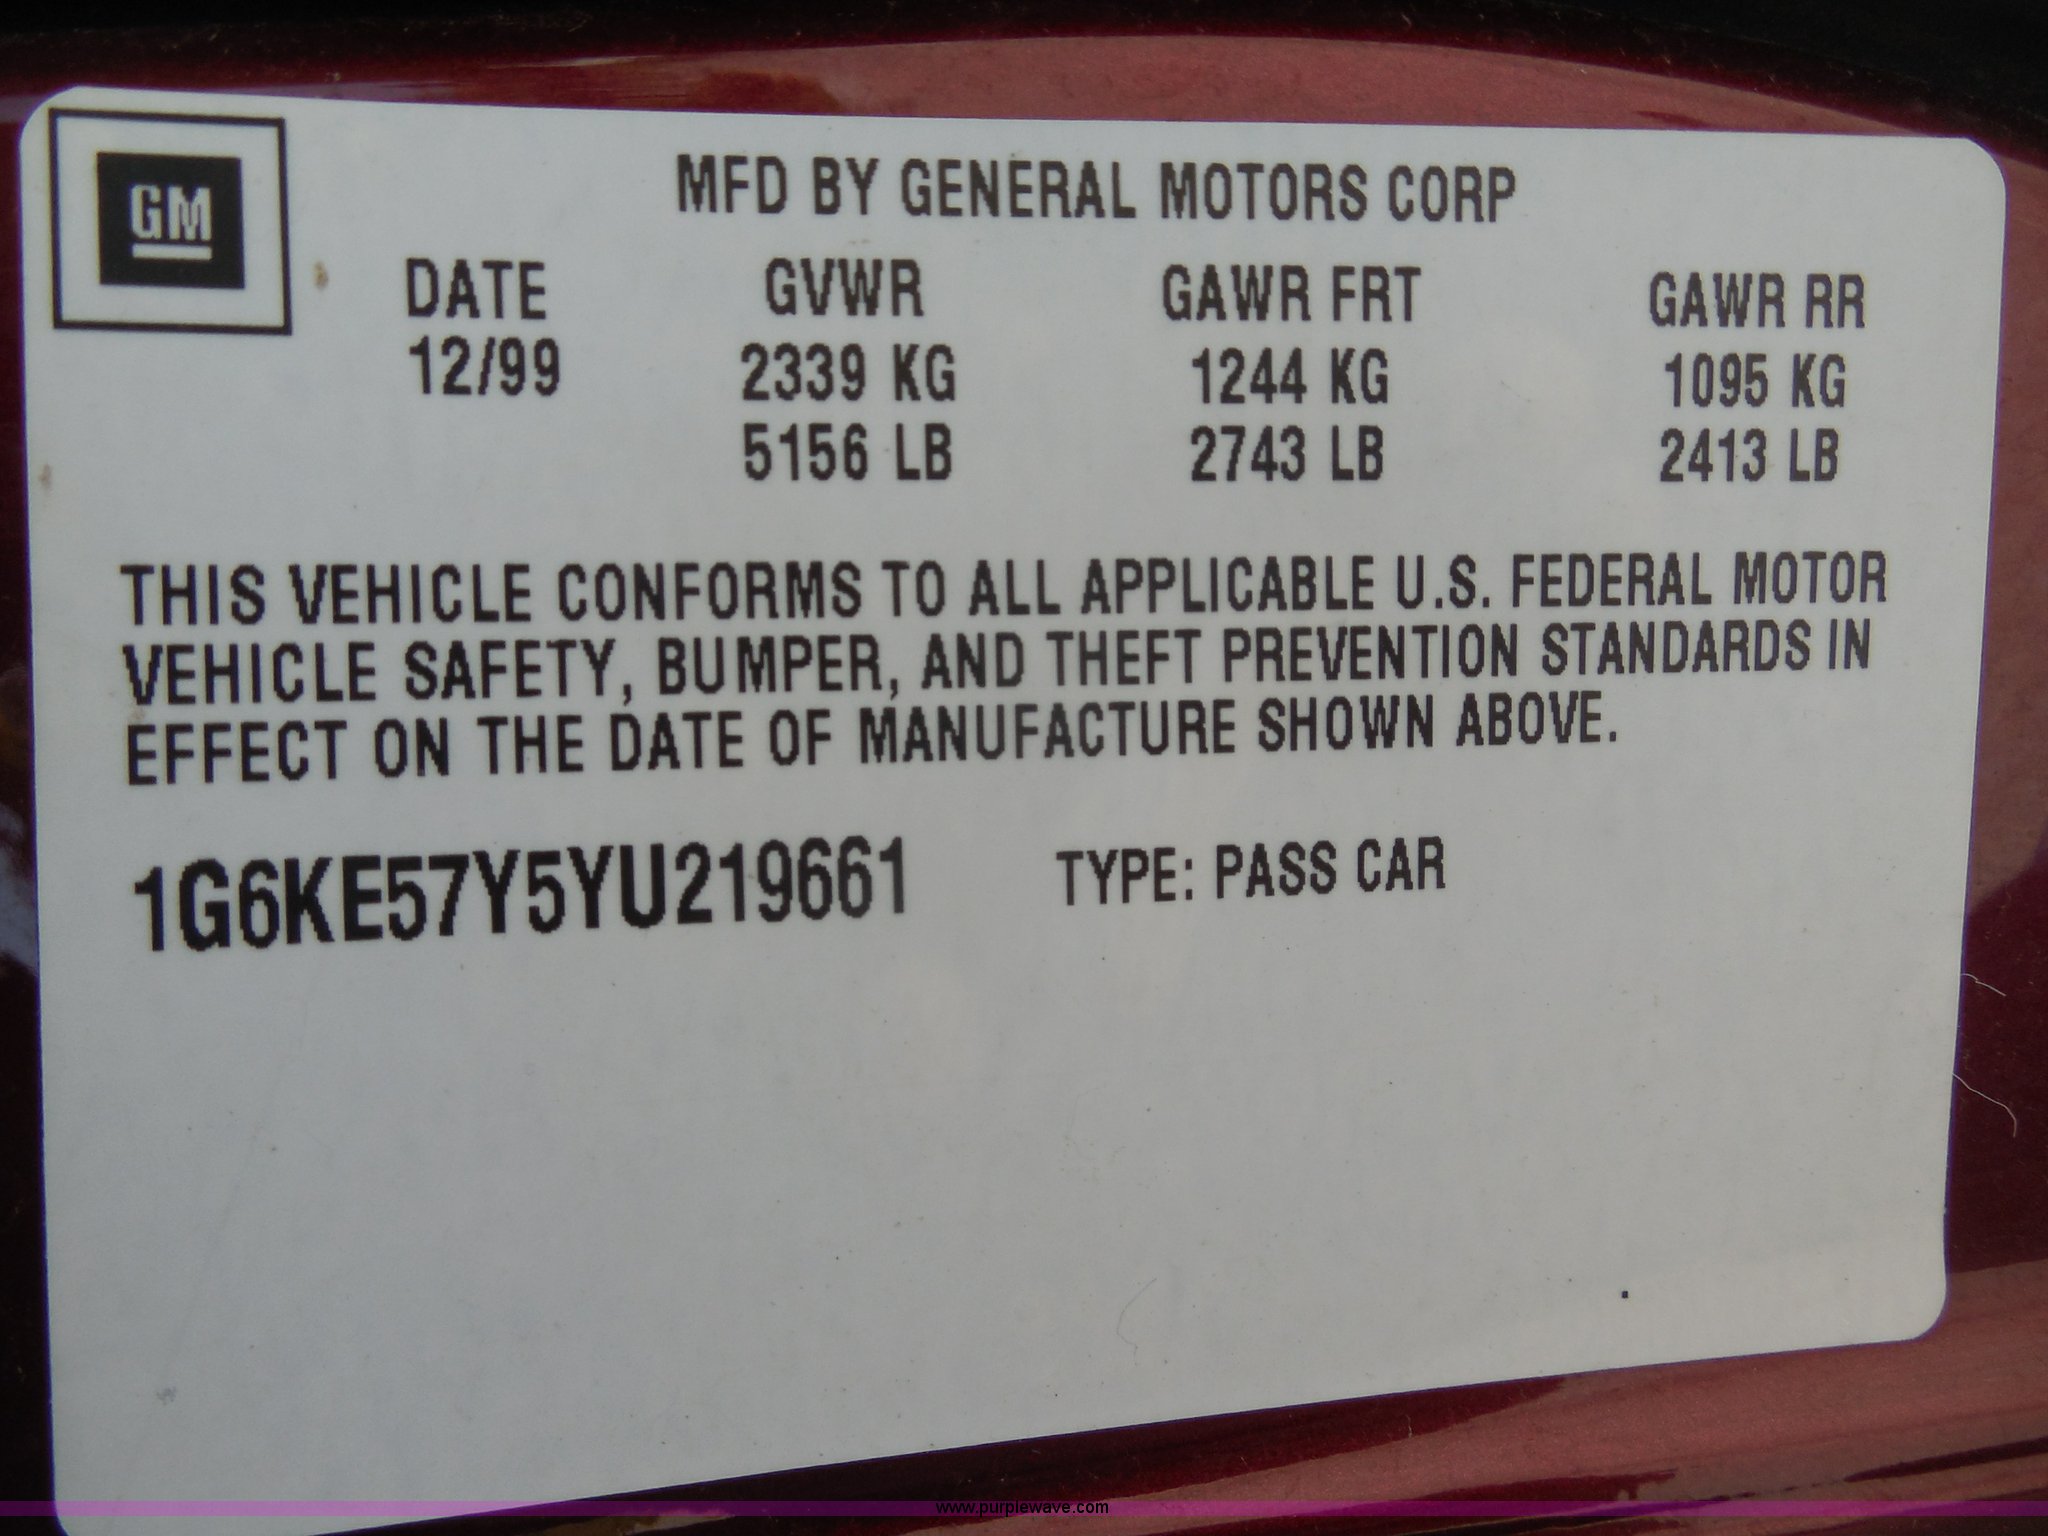 GM
MFD BY GENERAL MOTORS CORP
DATE GVWR GAWR FRT GAWR RR
12/99 2339 KG 1244 KG 1095 KG
5156 LB 2743 LB 2413 LB
THIS VEHICLE CONFORMS TO ALL APPLICABLE U.S. FEDERAL MOTOR
VEHICLE SAFETY, BUMPER, AND THEFT PREVENTION STANDARDS IN
EFFECT ON THE DATE OF MANUFACTURE SHOWN ABOVE.
1G6KE57Y5YU219661 TYPE: PASS CAR
www.purplewave.com